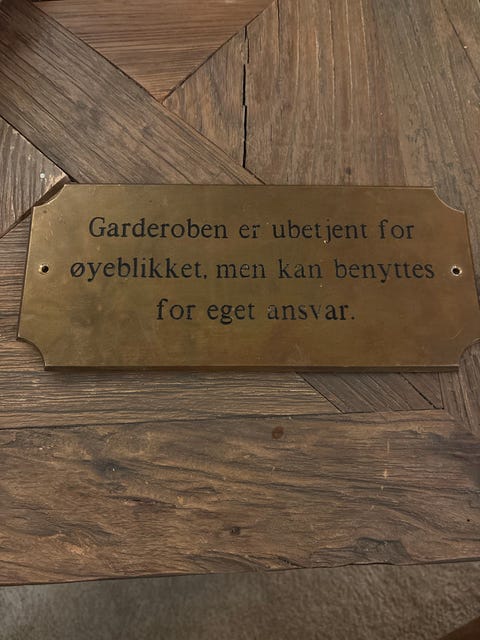 Garderoben er ubetjent for
øyeblikket, men kan benyttes
for eget ansvar.